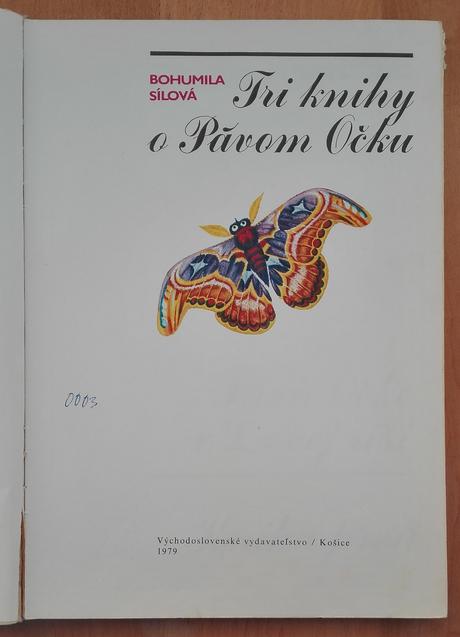 BOHUMILA
SÍLOVÁ
Tri knihy
o Pávom Očku
0003
Východoslovenské vydavateľstvo / Košice
1979